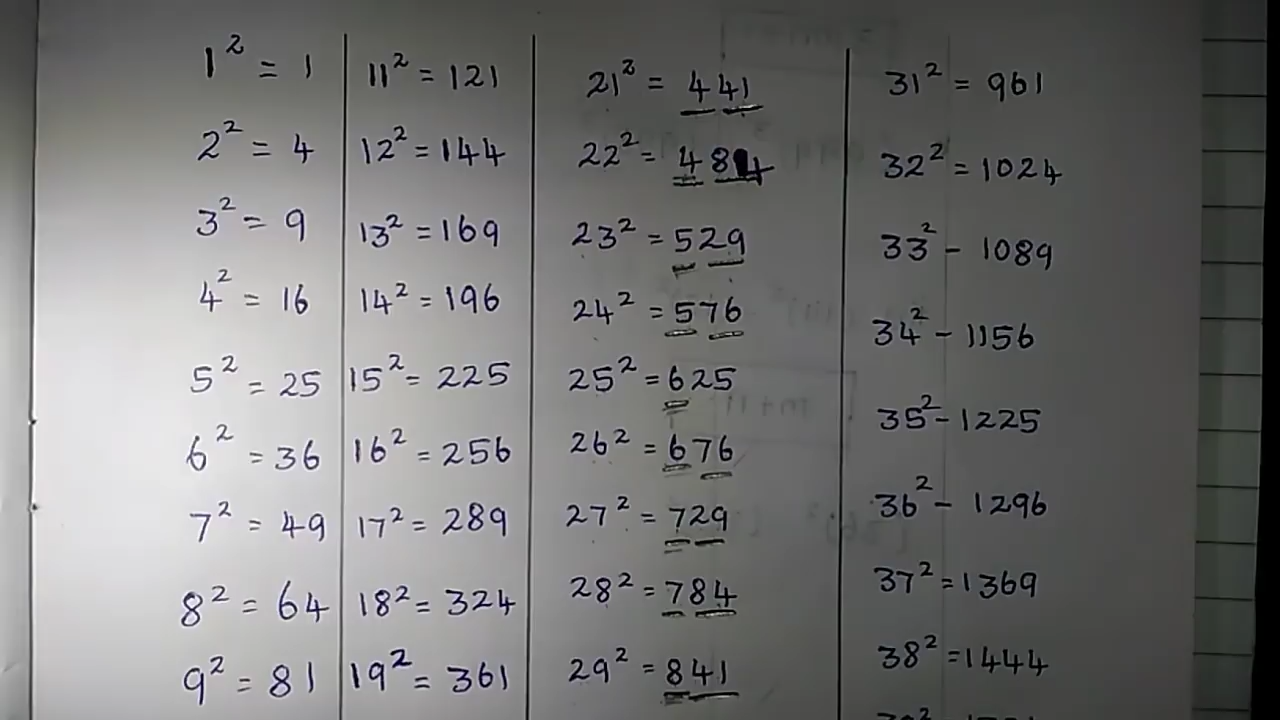 1² = 1
2² = 4
3² = 9
4² = 16
5² = 25
6² = 36
7² = 49
8² = 64
9² = 81
11² = 121
12² = 144
13² = 169
14² = 196
15² = 225
16² = 256
17² = 289
18² = 324
19² = 361
21² = 441
22² = 484
23² = 529
24² = 576
25² = 625
26² = 676
27² = 729
28² = 784
29² = 841
31² = 961
32² = 1024
33² - 1089
34² - 1156
35² - 1225
36² - 1296
37² = 1369
38² = 1444